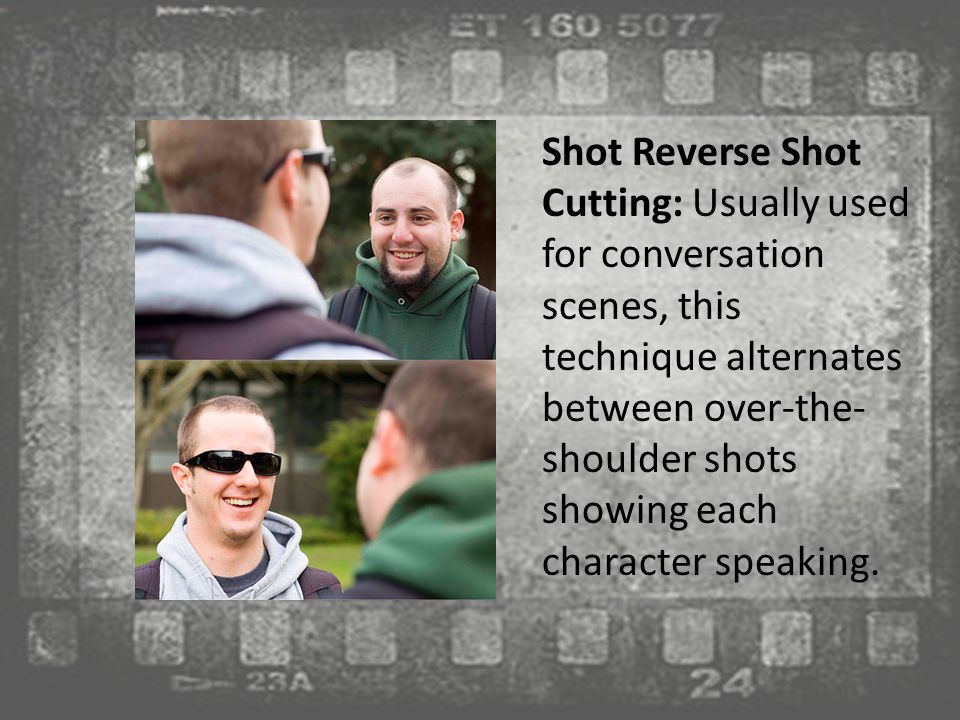 ET 160 5077
Shot Reverse Shot
Cutting: Usually used
for conversation
scenes, this
technique alternates
between over-the-
shoulder shots
showing each
character speaking.
23A
24